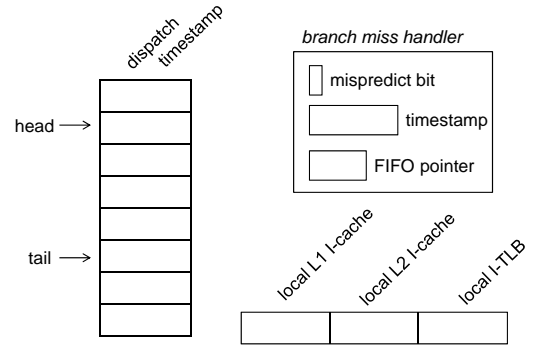 dispatch
timestamp
branch miss handler
mispredict bit
head
timestamp
FIFO pointer
local L1 I-cache
local L2 I-cache
local I-TLB
tail